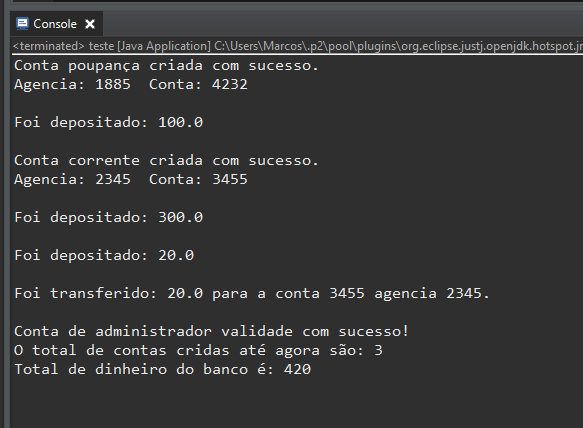 Console
<terminated> teste [Java Application] C:\Users\Marcos\.p2\pool\plugins\org.eclipse.justj.openjdk.hotspot.jr
Conta poupança criada com sucesso.
Agencia: 1885  Conta: 4232
Foi depositado: 100.0
Conta corrente criada com sucesso.
Agencia: 2345  Conta: 3455
Foi depositado: 300.0
Foi depositado: 20.0
Foi transferido: 20.0 para a conta 3455 agencia 2345.
Conta de administrador validade com sucesso!
O total de contas cridas até agora são: 3
Total de dinheiro do banco é: 420